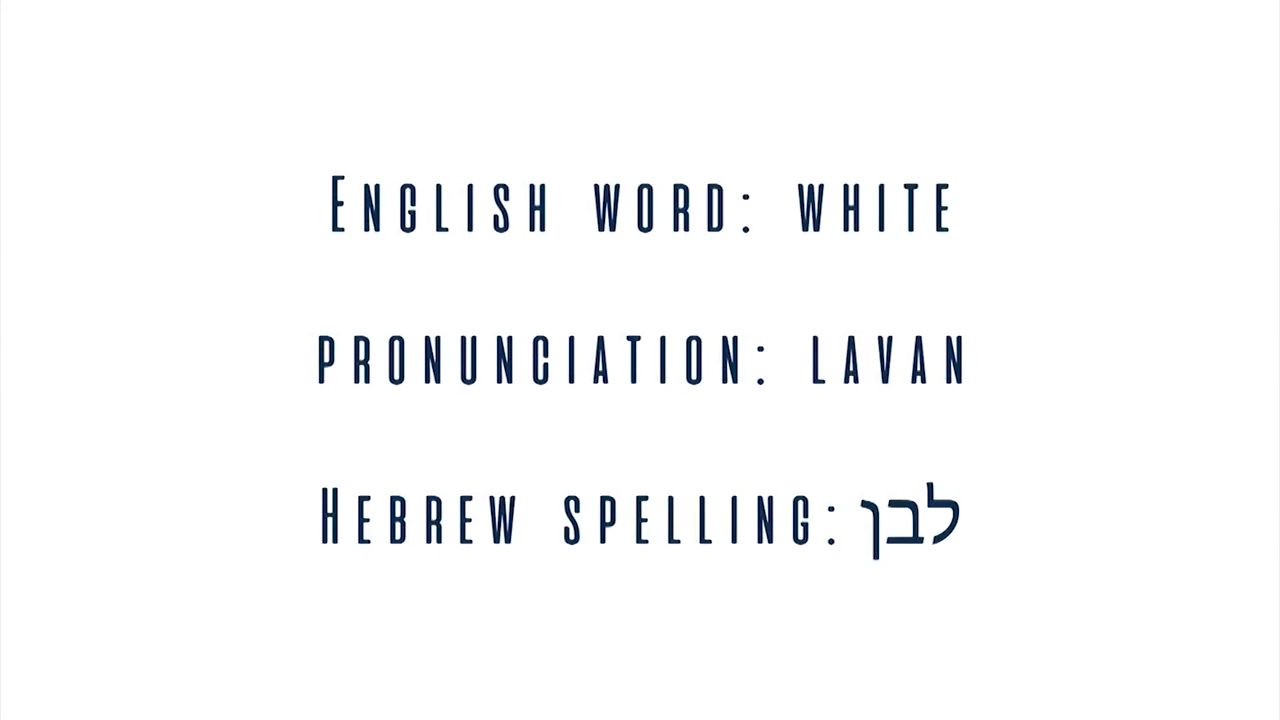 English word: white
pronunciation: lavan
Hebrew spelling: לבן